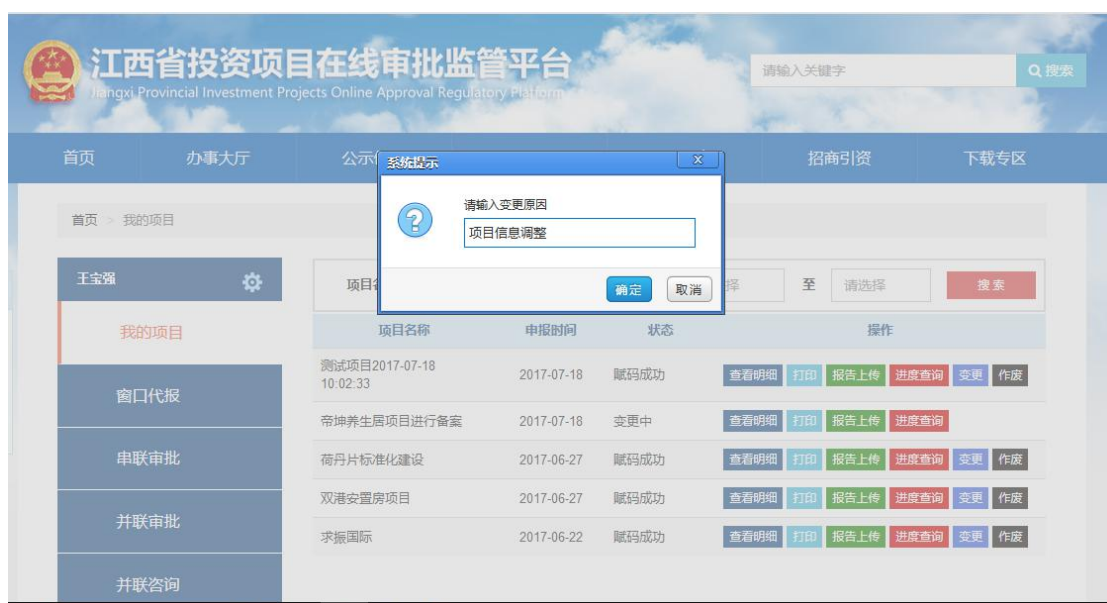 江西省投资项目在线审批监管平台
Jiangxi Provincial Investment Projects Online Approval Regulatory Platform
请输入关键字
搜索
首页 办事大厅 公示 招商引资 下载专区
系统提示 X
请输入变更原因
项目信息调整
确定 取消
首页 > 我的项目
王宝强
项目名 择 至 请选择 搜索
我的项目
窗口代报
串联审批
并联审批
并联咨询
项目名称 申报时间 状态 操作
测试项目2017-07-18
10:02:33 2017-07-18 赋码成功 查看明细 打印 报告上传 进度查询 变更 作废
帝坤养生居项目进行备案 2017-07-18 变更中 查看明细 打印 报告上传 进度查询
荷丹片标准化建设 2017-06-27 赋码成功 查看明细 打印 报告上传 进度查询 变更 作废
双港安置房项目 2017-06-27 赋码成功 查看明细 打印 报告上传 进度查询 变更 作废
求振国际 2017-06-22 赋码成功 查看明细 打印 报告上传 进度查询 变更 作废